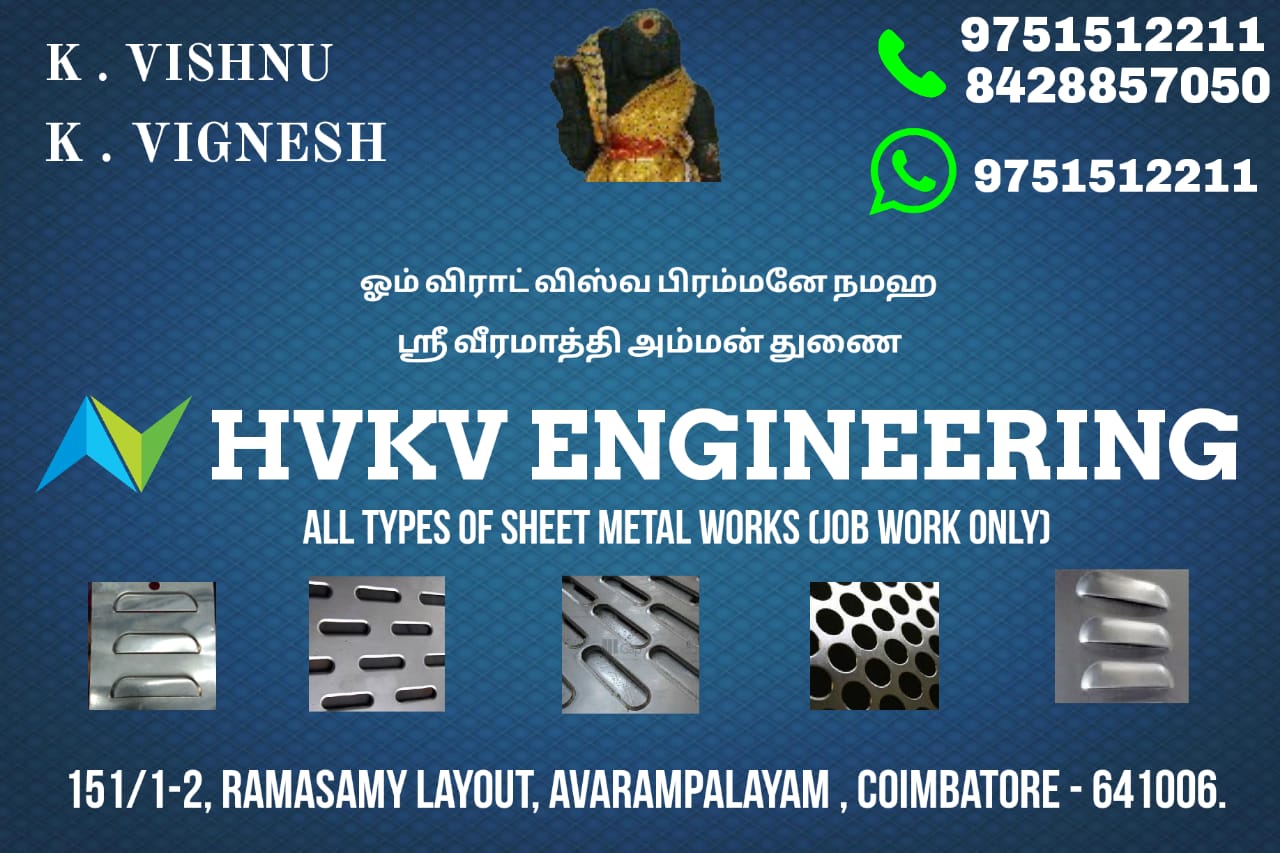 K . VISHNU
K . VIGNESH
9751512211
8428857050
9751512211
ஓம் விராட் விஸ்வ பிரம்மனே நமஹ
ஸ்ரீ வீரமாத்தி அம்மன் துணை
HVKV ENGINEERING
ALL TYPES OF SHEET METAL WORKS (JOB WORK ONLY)
151/1-2, RAMASAMY LAYOUT, AVARAMPALAYAM , COIMBATORE - 641006.